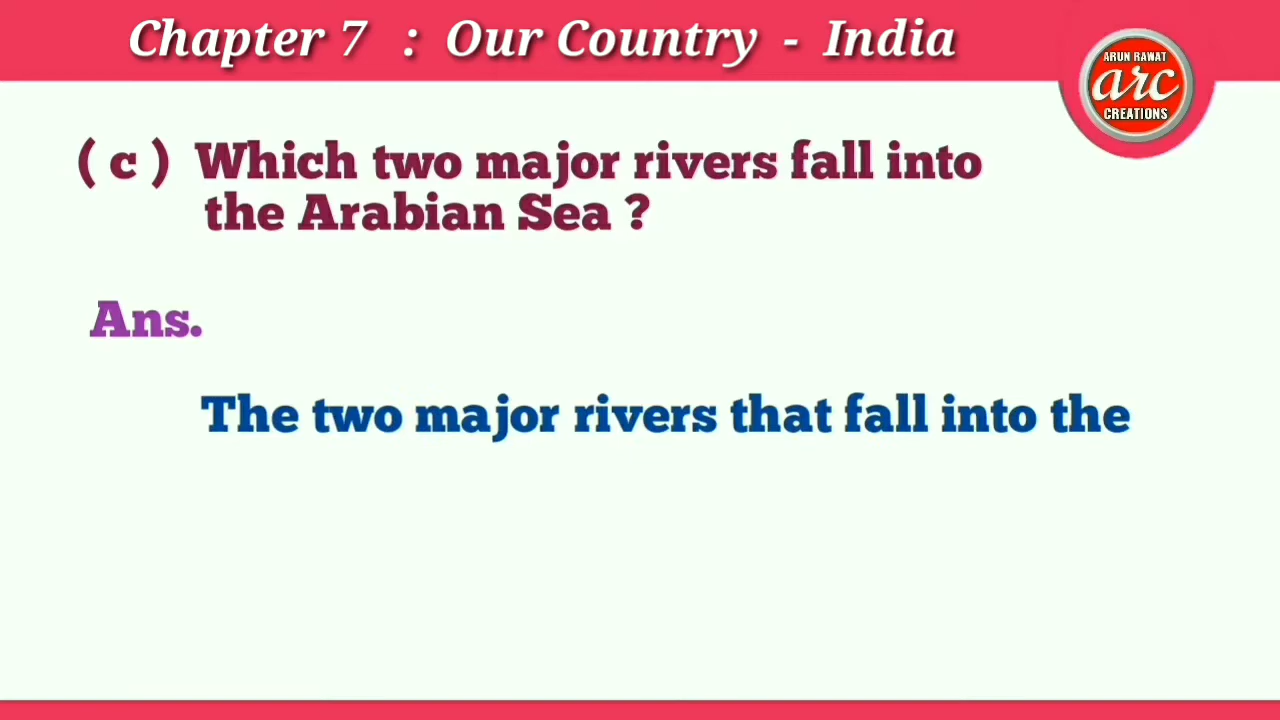 Chapter 7 : Our Country - India
ARUN RAWAT
arc
CREATIONS
( c ) Which two major rivers fall into
the Arabian Sea ?
Ans.
The two major rivers that fall into the